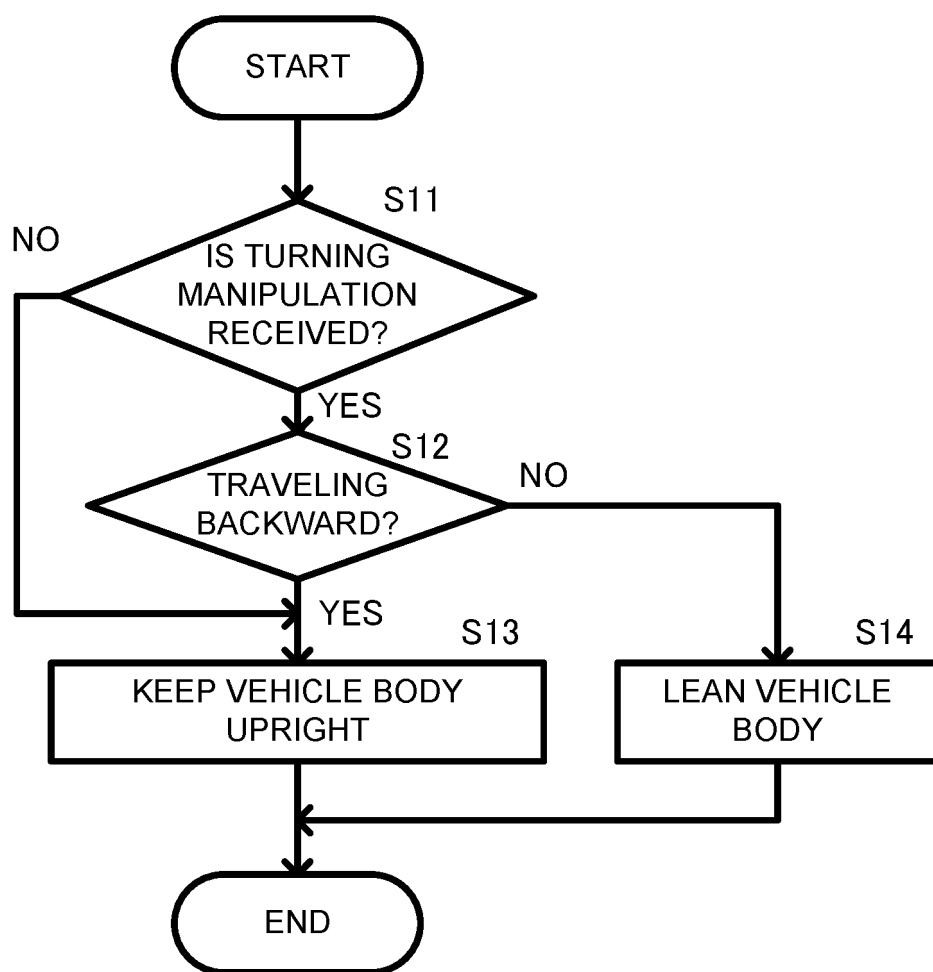 START
S11
NO
IS TURNING
MANIPULATION
RECEIVED?
YES
S12
TRAVELING
BACKWARD?
NO
YES
S13
KEEP VEHICLE BODY
UPRIGHT
S14
LEAN VEHICLE
BODY
END